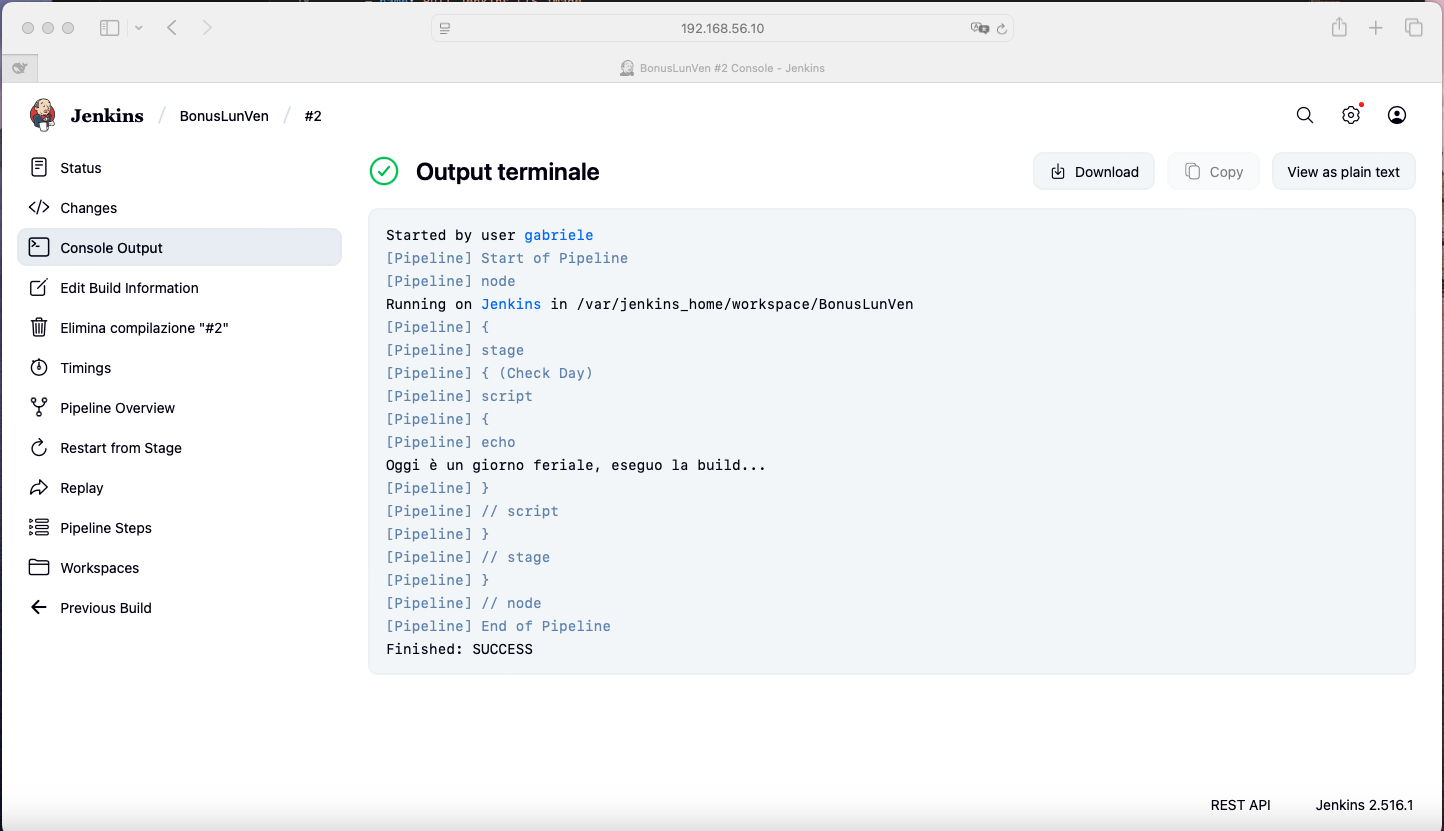 192.168.56.10
BonusLunVen #2 Console - Jenkins
Jenkins / BonusLunVen / #2
Status
Changes
Console Output
Edit Build Information
Elimina compilazione "#2"
Timings
Pipeline Overview
Restart from Stage
Replay
Pipeline Steps
Workspaces
Previous Build
Output terminale
Download
Copy
View as plain text
Started by user gabriele
[Pipeline] Start of Pipeline
[Pipeline] node
Running on Jenkins in /var/jenkins_home/workspace/BonusLunVen
[Pipeline] {
[Pipeline] stage
[Pipeline] { (Check Day)
[Pipeline] script
[Pipeline] {
[Pipeline] echo
Oggi è un giorno feriale, eseguo la build...
[Pipeline] }
[Pipeline] // script
[Pipeline] }
[Pipeline] // stage
[Pipeline] }
[Pipeline] // node
[Pipeline] End of Pipeline
Finished: SUCCESS
REST API
Jenkins 2.516.1